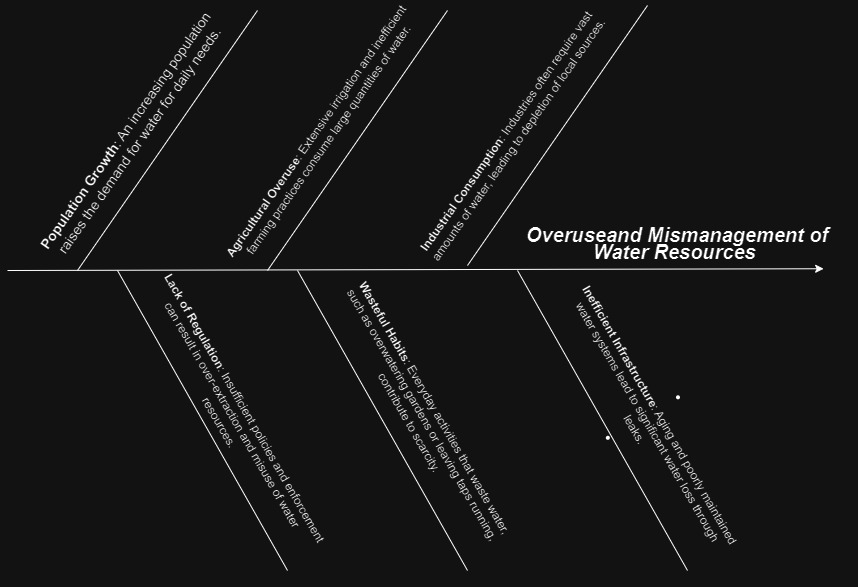 Population Growth: An increasing population
raises the demand for water for daily needs.
Agricultural Overuse: Extensive irrigation and inefficient
farming practices consume large quantities of water.
Industrial Consumption: Industries often require vast
amounts of water, leading to depletion of local sources.
Overuseand Mismanagement of
Water Resources
Lack of Regulation: Insufficient policies and enforcement
can result in over-extraction and misuse of water
resources.
Wasteful Habits: Everyday activities that waste water,
such as overwatering gardens or leaving taps running,
contribute to scarcity.
Inefficient Infrastructure: Aging and poorly maintained
water systems lead to significant water loss through
leaks.